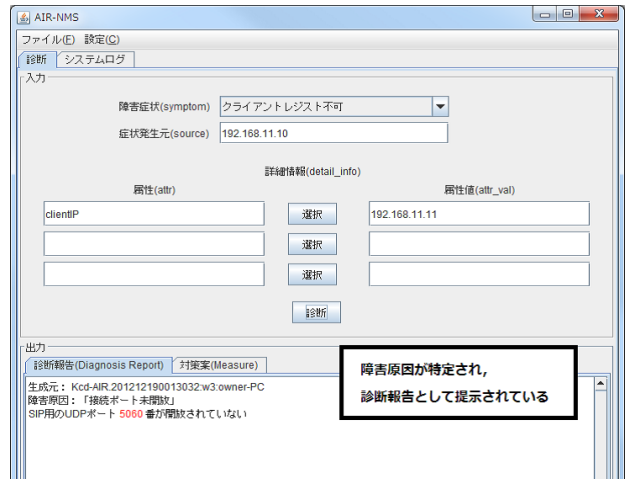 AIR-NMS
ファイル(F) 設定(C)
診断 システムログ
入力
障害症状(symptom) クライアントレジスト不可
症状発生元(source) 192.168.11.10
詳細情報(detail_info)
属性(attr) 属性値(attr_val)
clientIP 選択 192.168.11.11
選択
選択
診断
出力
診断報告(Diagnosis Report) 対策案(Measure)
生成元： Kcd-AIR.201212190013032:w3:owner-PC
障害原因：「接続ポート未開放」
SIP用のUDPポート 5060 番が開放されていない
障害原因が特定され，
診断報告として提示されている